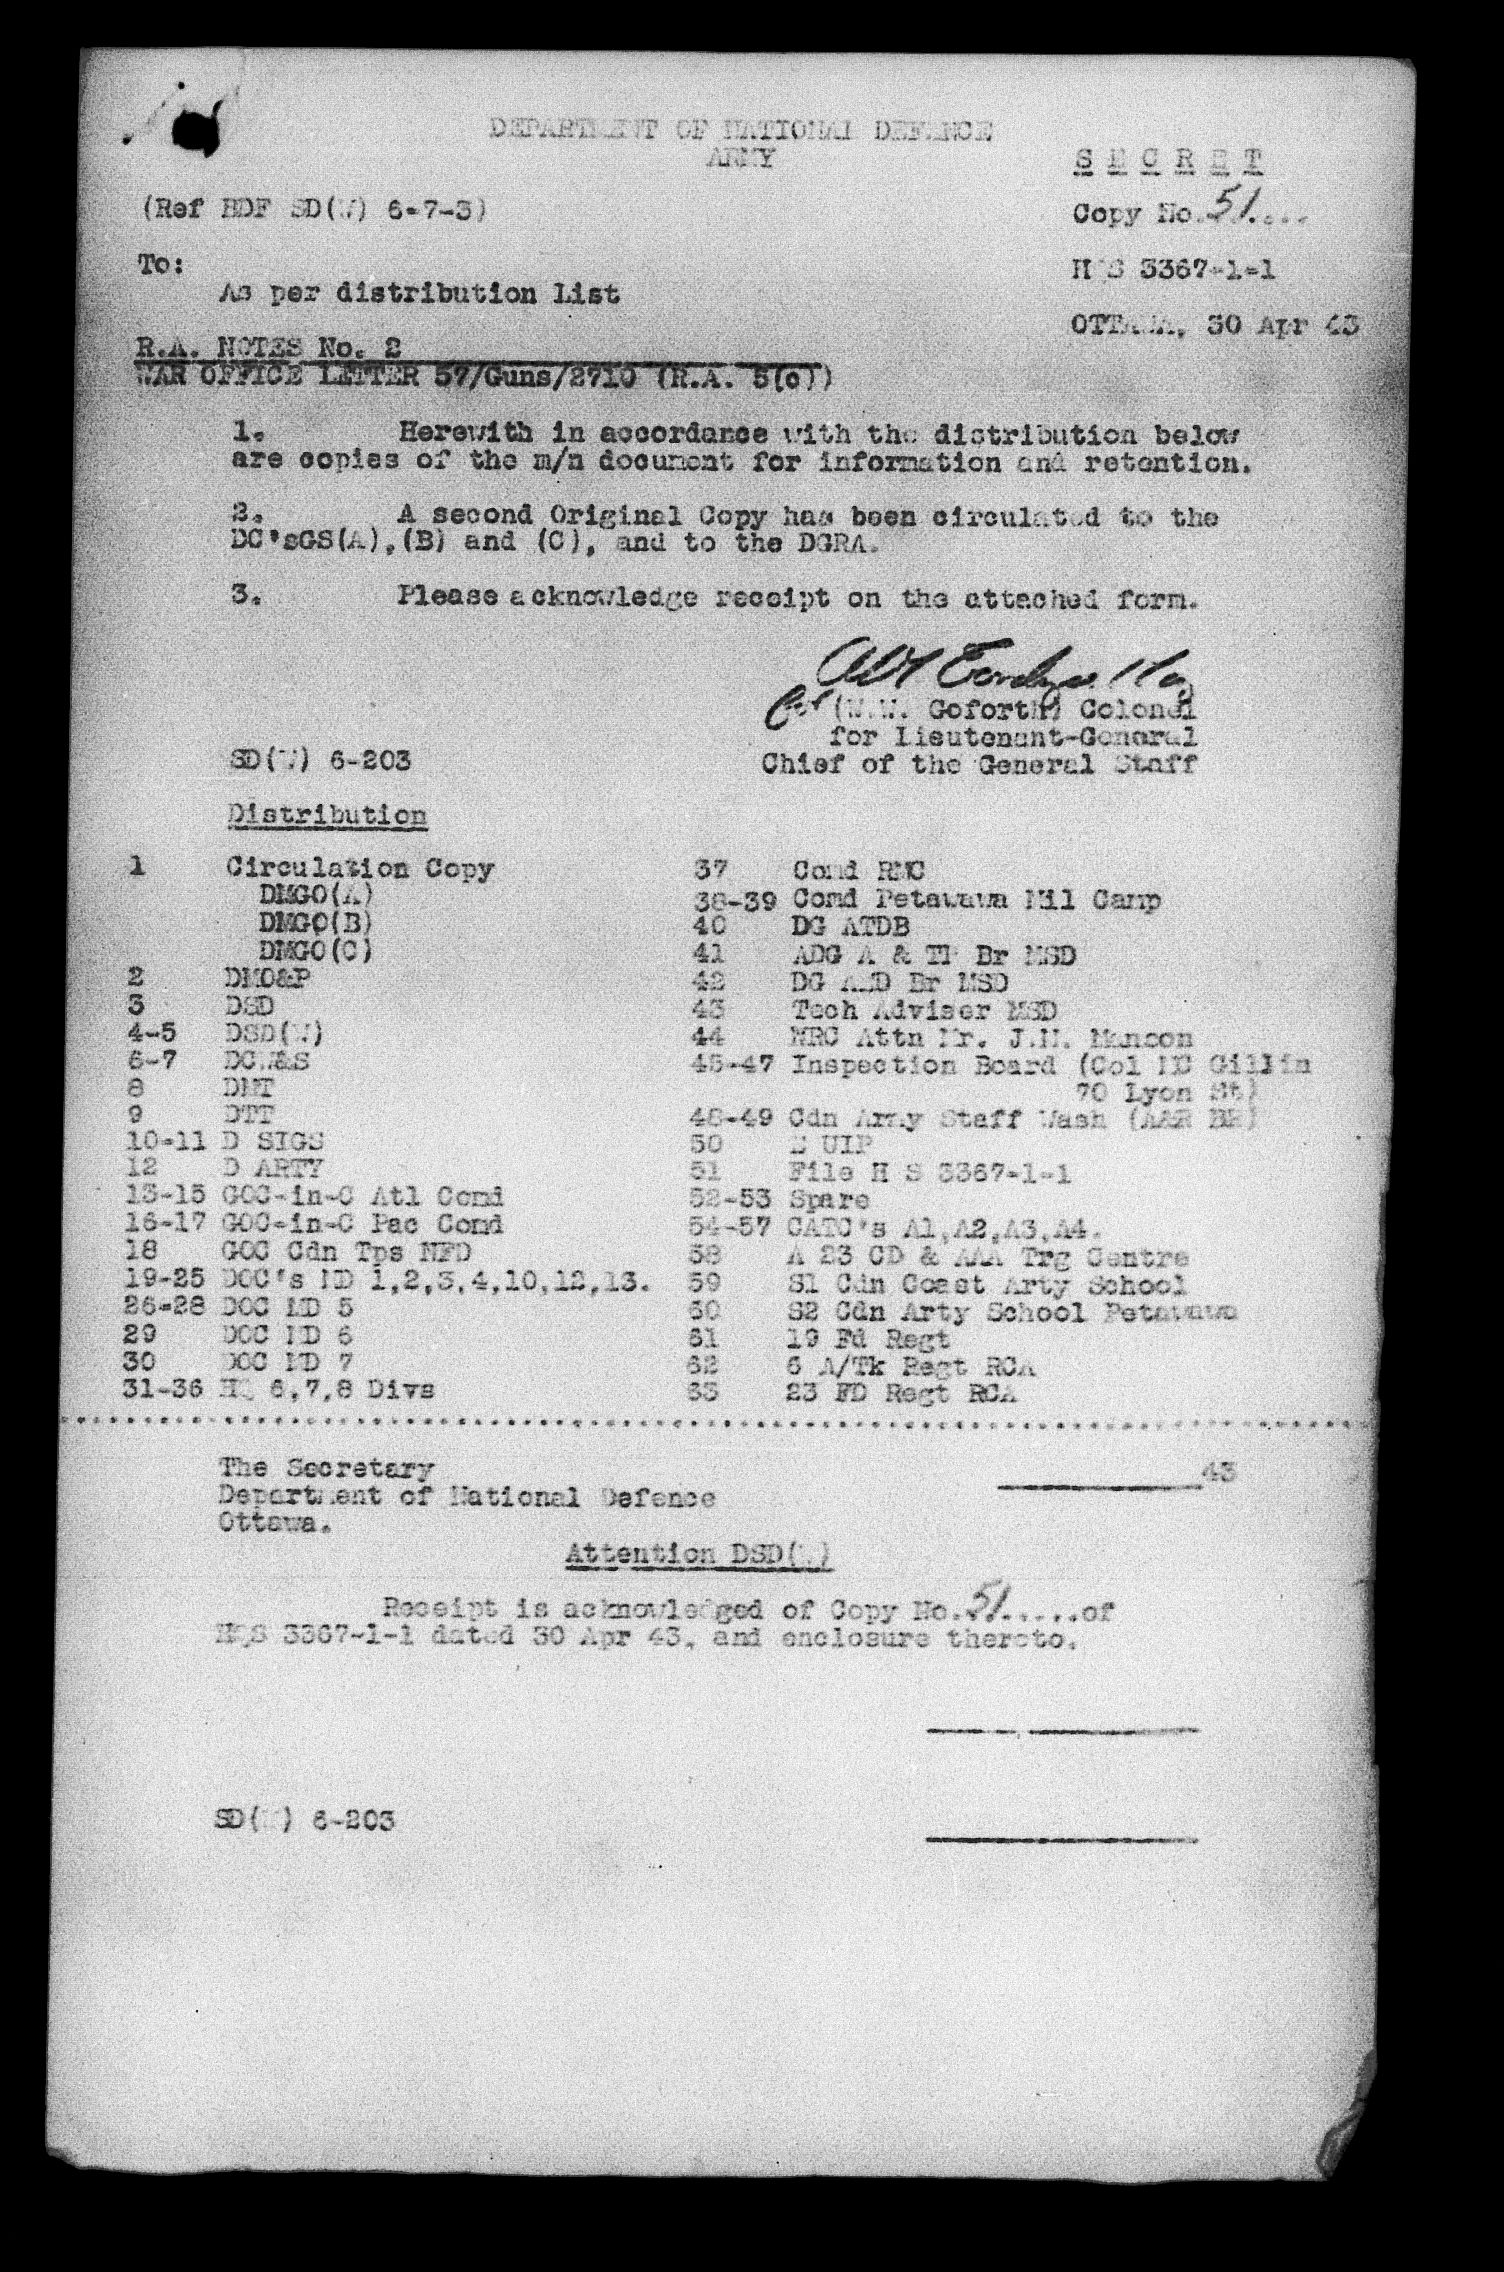 DEPARTMENT OF NATIONAL DEFENCE
ARMY
S E C R E T
(Ref HDF SD(W) 6-7-3)
Copy No. 51....
To:
As per distribution List
HQS 3367-1-1
OTTAWA, 30 Apr 43
R.A. NOTES No. 2
WAR OFFICE LETTER 57/Guns/2710 (R.A. 5(c))
1. Herewith in accordance with the distribution below
are copies of the m/n document for information and retention.
2. A second Original Copy has been circulated to the
DC'sGS(A),(B) and (C), and to the DGRA.
3. Please acknowledge receipt on the attached form.
for (W.W. Goforth) Colonel
for Lieutenant-General
Chief of the General Staff
SD(W) 6-203
Distribution
1 Circulation Copy
DMGO(A)
DMGO(B)
DMGO(C)
2 DMO&P
3 DSD
4-5 DSD(W)
6-7 DCW&S
8 DMT
9 DTT
10-11 D SIGS
12 D ARTY
13-15 GOC-in-C Atl Comd
16-17 GOC-in-C Pac Comd
18 GOC Cdn Tps NFD
19-25 DOC's MD 1,2,3,4,10,12,13.
26-28 DOC MD 5
29 DOC MD 6
30 DOC MD 7
31-36 HQ 6,7,8 Divs
37 Comd RMC
38-39 Comd Petawawa Mil Camp
40 DG ATDB
41 ADG A & TT Br MSD
42 DG AED Br MSD
43 Tech Adviser MSD
44 NRC Attn Mr. J.H. Manson
45-47 Inspection Board (Col MC Gillin
70 Lyon St)
48-49 Cdn Army Staff Wash (A&R BR)
50 E UIP
51 File HQS 3367-1-1
52-53 Spare
54-57 CATC's A1,A2,A3,A4.
58 A 23 CD & AAA Trg Centre
59 S1 Cdn Coast Arty School
60 S2 Cdn Arty School Petawawa
61 19 Fd Regt
62 6 A/Tk Regt RCA
63 23 FD Regt RCA
The Secretary
Department of National Defence
Ottawa.
43
Attention DSD(W)
Receipt is acknowledged of Copy No. 51.....of
HQS 3367-1-1 dated 30 Apr 43, and enclosure thereto.
SD(W) 6-203